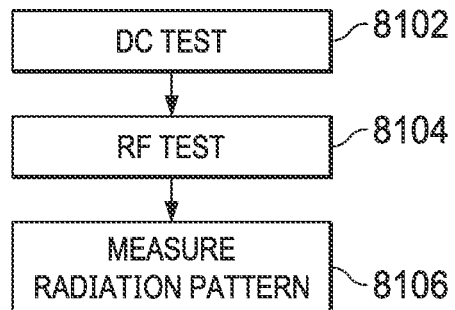 DC TEST
8102
RF TEST
8104
MEASURE
RADIATION PATTERN
8106